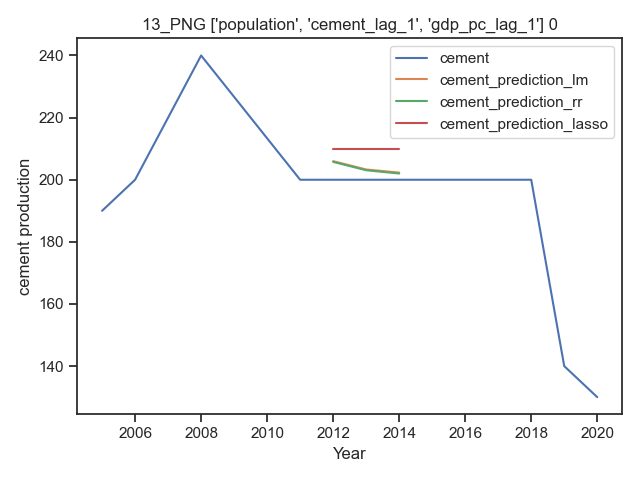 13_PNG ['population', 'cement_lag_1', 'gdp_pc_lag_1'] 0
cement
cement_prediction_lm
cement_prediction_rr
cement_prediction_lasso
cement production
240
220
200
180
160
140
2006 2008 2010 2012 2014 2016 2018 2020
Year